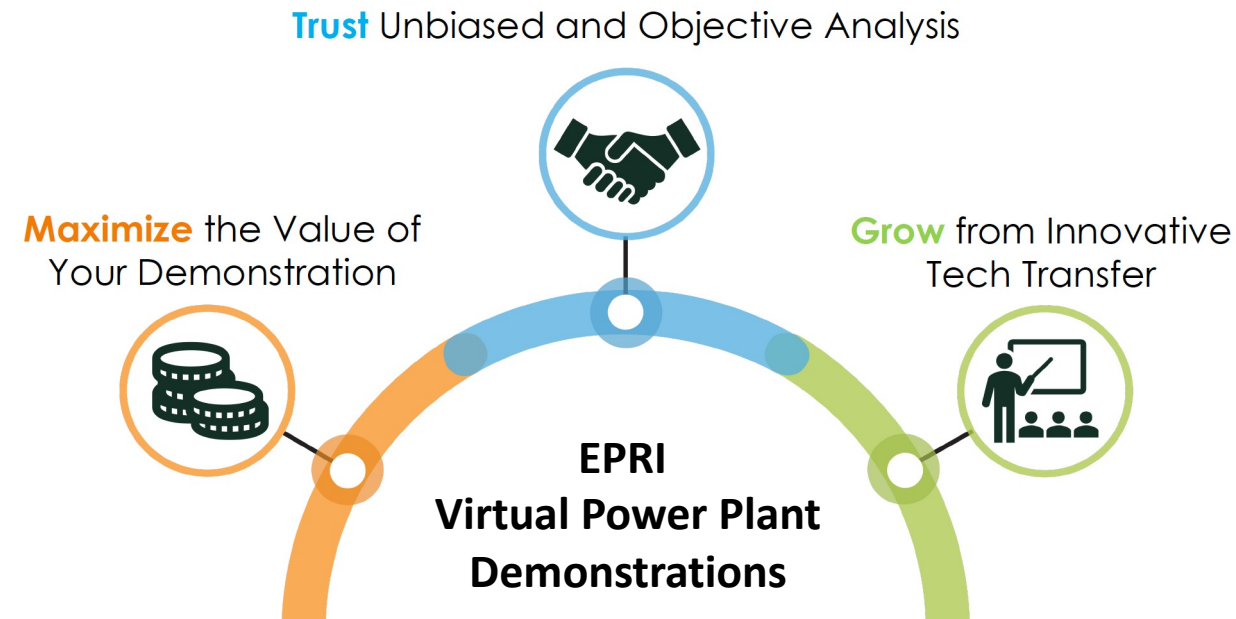 Trust Unbiased and Objective Analysis
Maximize the Value of
Your Demonstration
Grow from Innovative
Tech Transfer
EPRI
Virtual Power Plant
Demonstrations